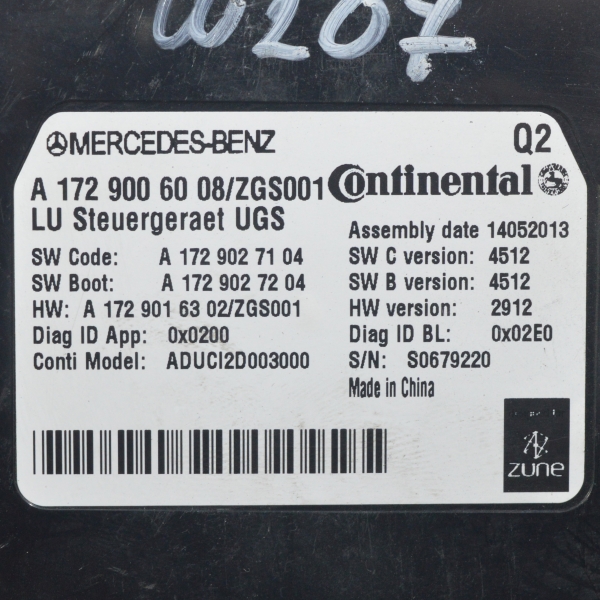 W207
MERCEDES-BENZ Q2
A 172 900 60 08/ZGS001 Continental
LU Steuergeraet UGS
Assembly date 14052013
SW Code: A 172 902 71 04 SW C version: 4512
SW Boot: A 172 902 72 04 SW B version: 4512
HW: A 172 901 63 02/ZGS001 HW version: 2912
Diag ID App: 0x0200 Diag ID BL: 0x02E0
Conti Model: ADUCI2D003000 S/N: S0679220
Made in China
zune